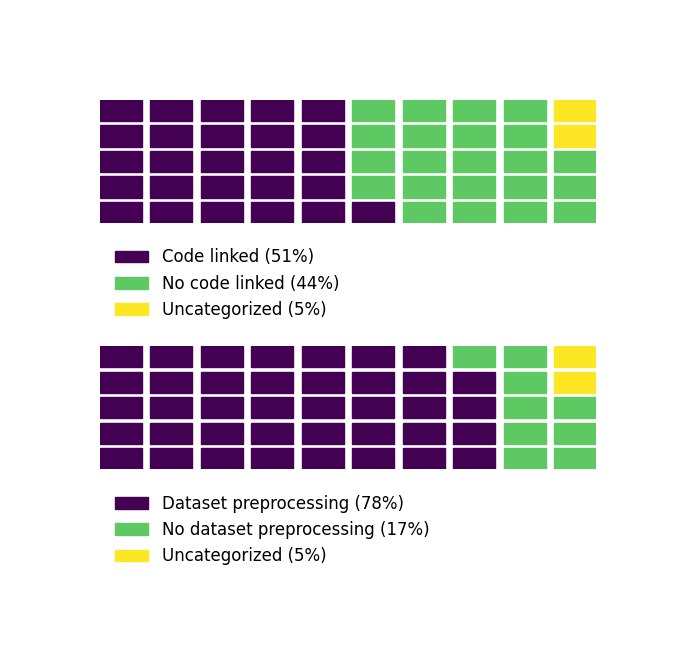 Code linked (51%)
No code linked (44%)
Uncategorized (5%)
Dataset preprocessing (78%)
No dataset preprocessing (17%)
Uncategorized (5%)